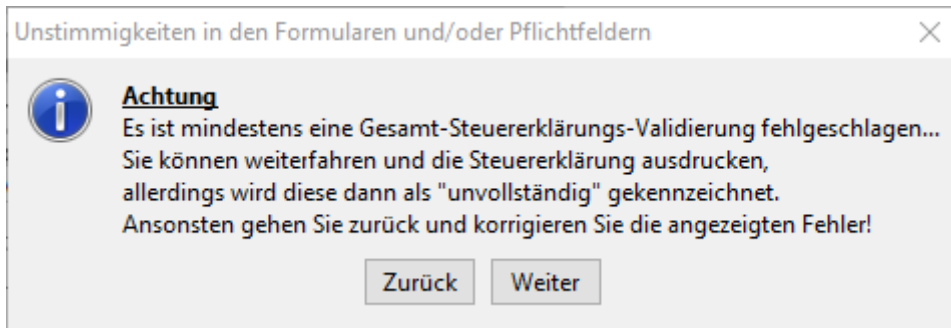 Unstimmigkeiten in den Formularen und/oder Pflichtfeldern
Achtung
Es ist mindestens eine Gesamt-Steuererklärungs-Validierung fehlgeschlagen...
Sie können weiterfahren und die Steuererklärung ausdrucken,
allerdings wird diese dann als "unvollständig" gekennzeichnet.
Ansonsten gehen Sie zurück und korrigieren Sie die angezeigten Fehler!
Zurück Weiter